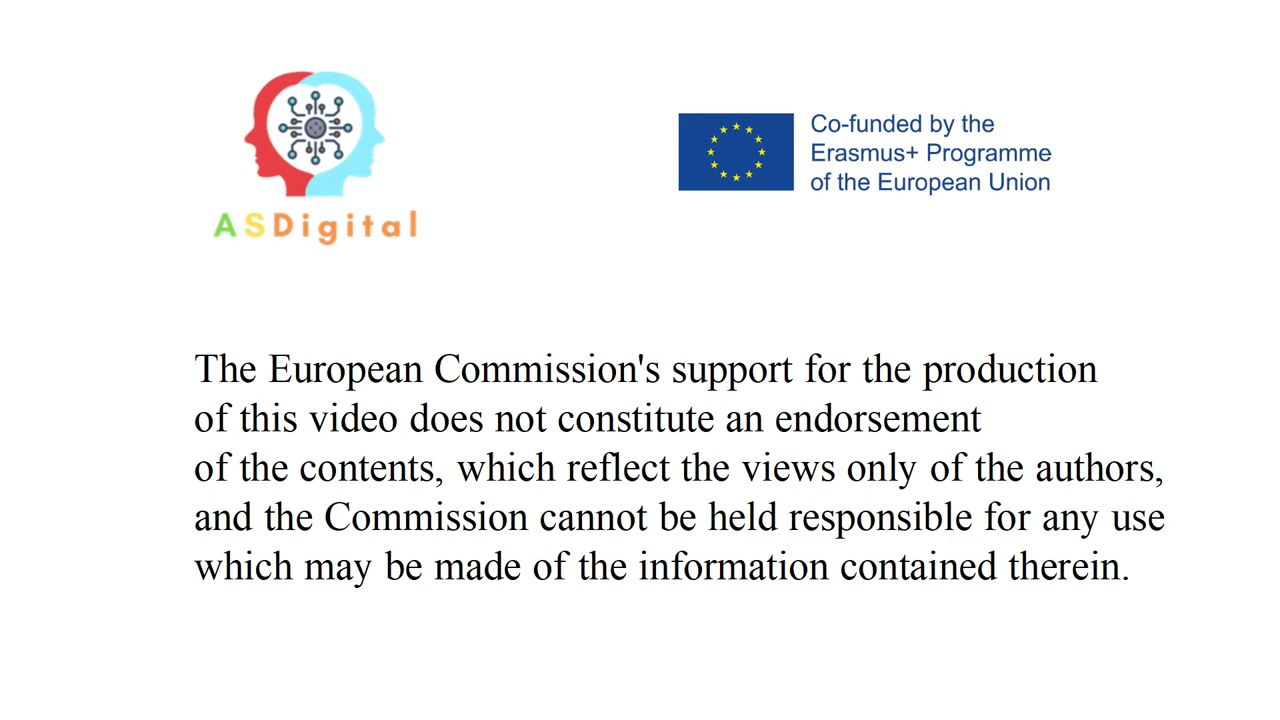 ASDigital
Co-funded by the
Erasmus+ Programme
of the European Union
The European Commission's support for the production
of this video does not constitute an endorsement
of the contents, which reflect the views only of the authors,
and the Commission cannot be held responsible for any use
which may be made of the information contained therein.